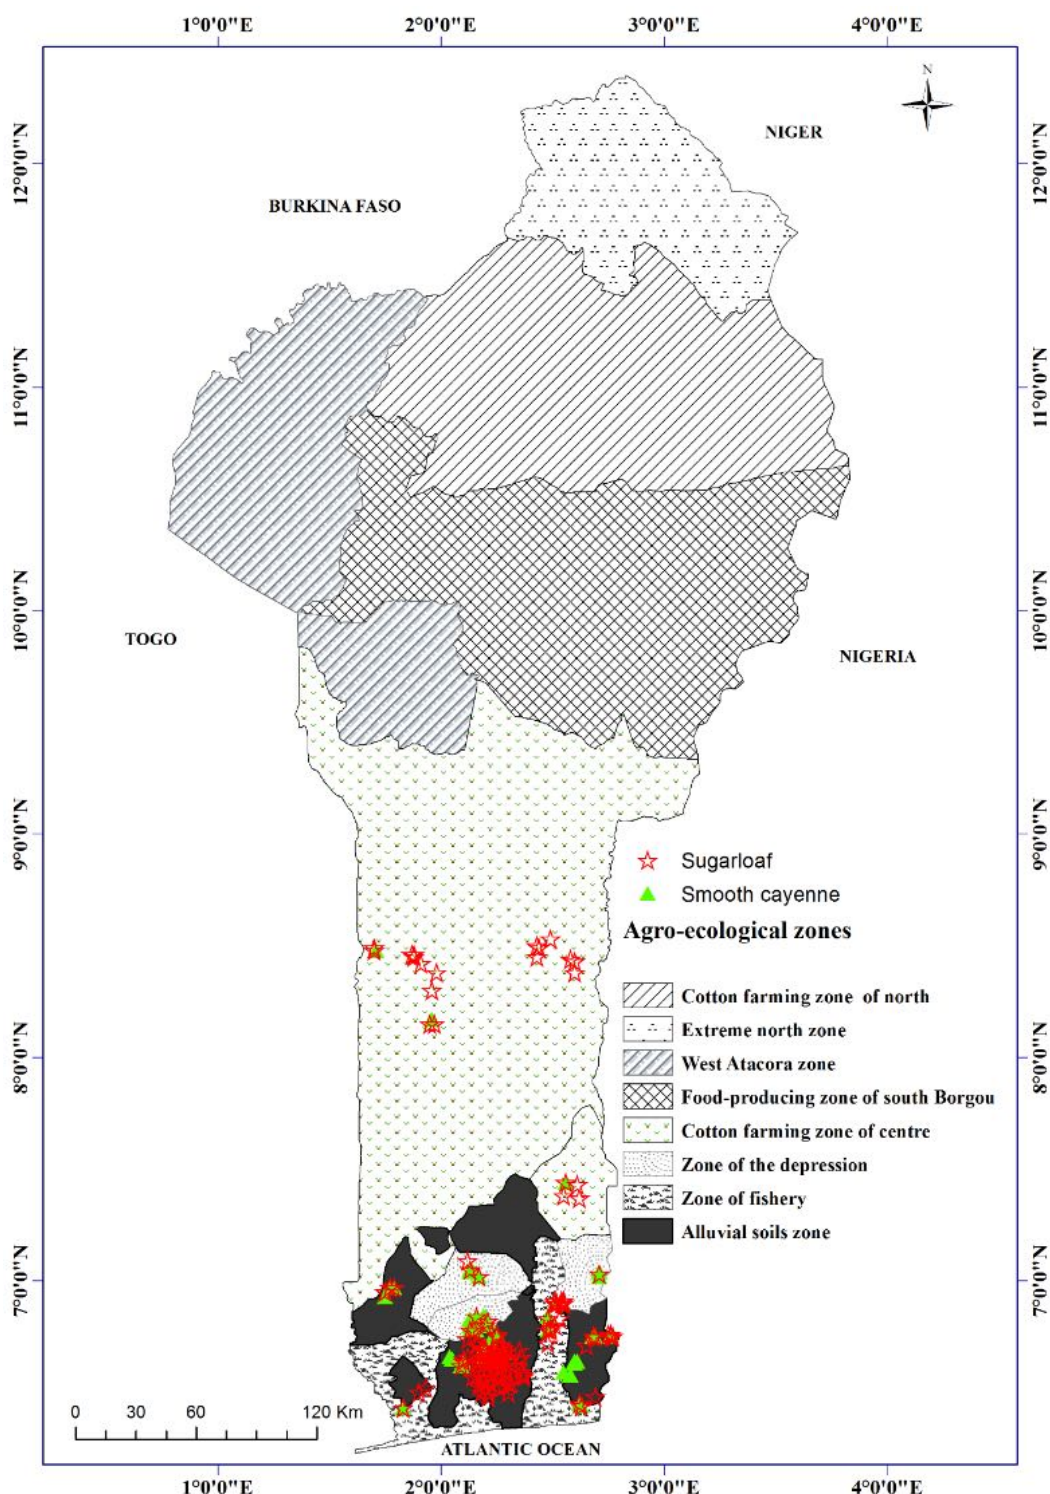 1°0'0"E 2°0'0"E 3°0'0"E 4°0'0"E
N
NIGER
12°0'0"N 12°0'0"N
BURKINA FASO
11°0'0"N 11°0'0"N
10°0'0"N 10°0'0"N
TOGO
NIGERIA
9°0'0"N 9°0'0"N
Sugarloaf
Smooth cayenne
Agro-ecological zones
Cotton farming zone of north
Extreme north zone
8°0'0"N 8°0'0"N
West Atacora zone
Food-producing zone of south Borgou
Cotton farming zone of centre
Zone of the depression
Zone of fishery
Alluvial soils zone
7°0'0"N 7°0'0"N
0 30 60 120 Km
ATLANTIC OCEAN
1°0'0"E 2°0'0"E 3°0'0"E 4°0'0"E